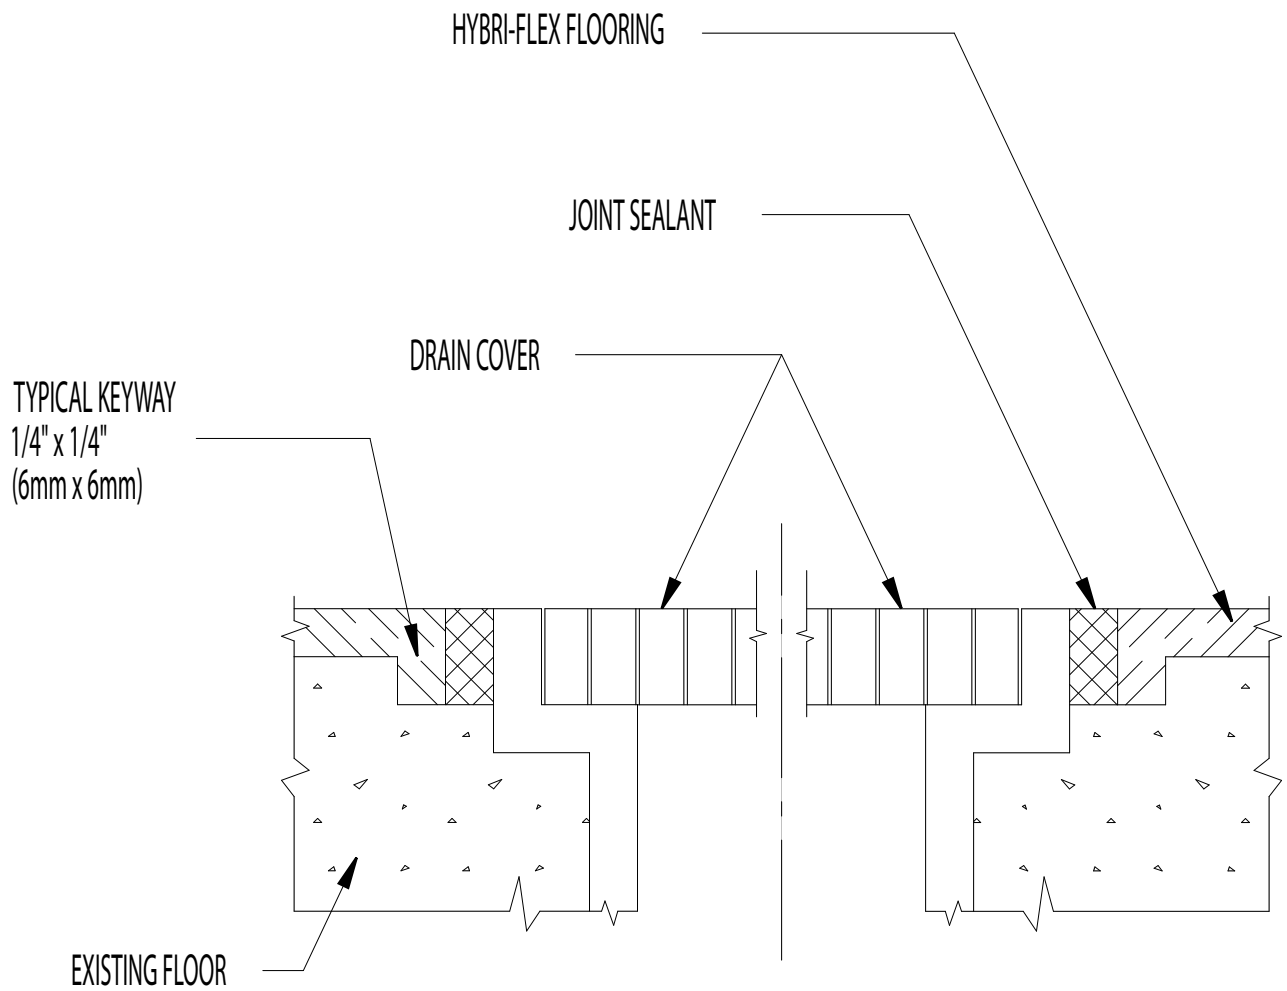 HYBRI-FLEX FLOORING
JOINT SEALANT
DRAIN COVER
TYPICAL KEYWAY
1/4" x 1/4"
(6mm x 6mm)
EXISTING FLOOR